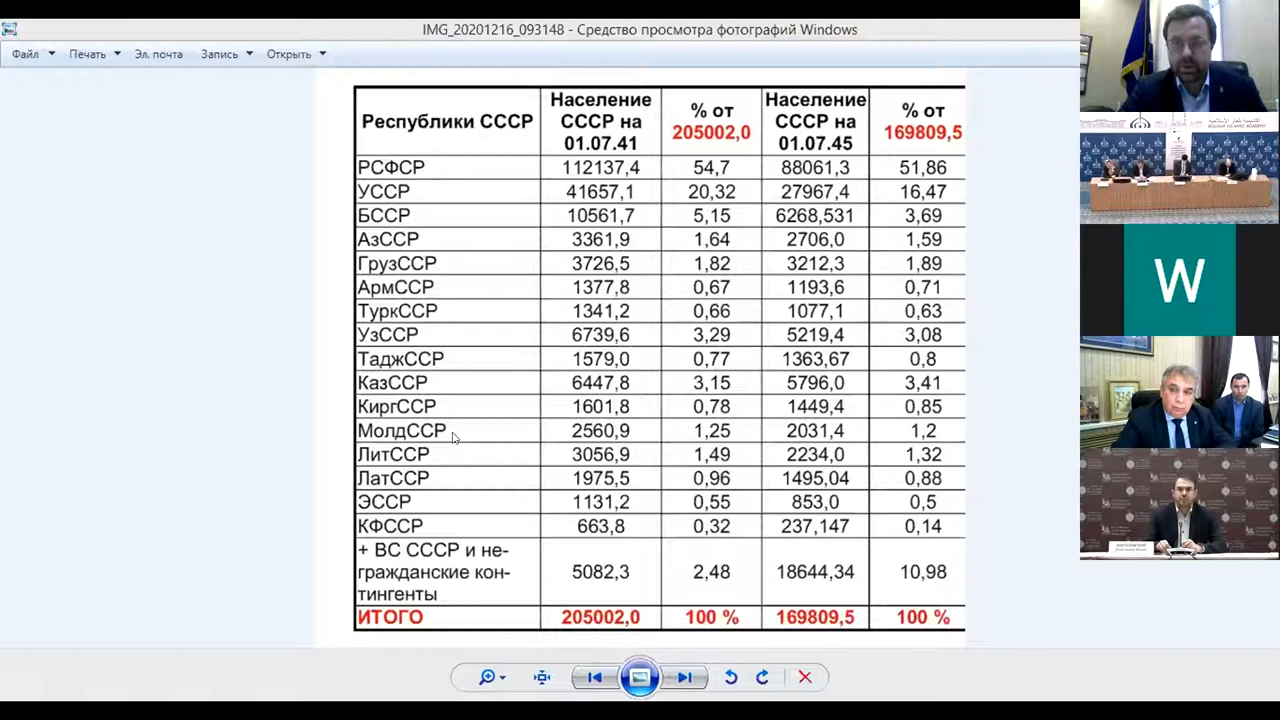 IMG_20201216_093148 - Средство просмотра фотографий Windows
Файл Печать Эл. почта Запись Открыть
Республики СССР Население СССР на 01.07.41 % от 205002,0 Население СССР на 01.07.45 % от 169809,5
РСФСР 112137,4 54,7 88061,3 51,86
УССР 41657,1 20,32 27967,4 16,47
БССР 10561,7 5,15 6268,531 3,69
АзССР 3361,9 1,64 2706,0 1,59
ГрузССР 3726,5 1,82 3212,3 1,89
АрмССР 1377,8 0,67 1193,6 0,71
ТуркССР 1341,2 0,66 1077,1 0,63
УзССР 6739,6 3,29 5219,4 3,08
ТаджССР 1579,0 0,77 1363,67 0,8
КазССР 6447,8 3,15 5796,0 3,41
КиргССР 1601,8 0,78 1449,4 0,85
МолдССР 2560,9 1,25 2031,4 1,2
ЛитССР 3056,9 1,49 2234,0 1,32
ЛатССР 1975,5 0,96 1495,04 0,88
ЭССР 1131,2 0,55 853,0 0,5
КФССР 663,8 0,32 237,147 0,14
+ ВС СССР и не-
гражданские кон- 5082,3 2,48 18644,34 10,98
тингенты
ИТОГО 205002,0 100 % 169809,5 100 %
BOLGAR ISLAMIC ACADEMY
W